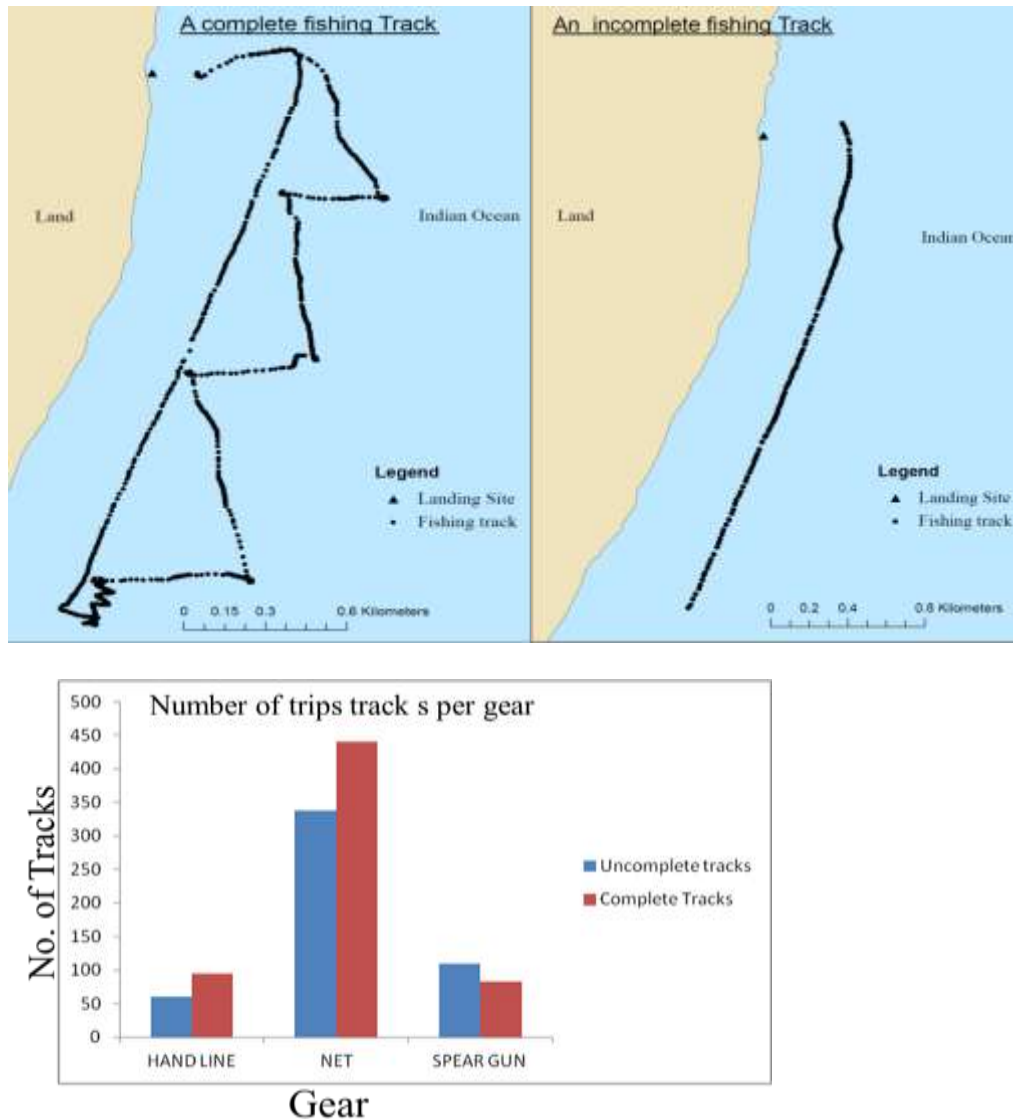 A complete fishing Track
Land
Indian Ocean
Legend
Landing Site
Fishing track
0 0.15 0.3 0.6 Kilometers
An incomplete fishing Track
Land
Indian Ocean
Legend
Landing Site
Fishing track
0 0.2 0.4 0.8 Kilometers
Number of trips track s per gear
No. of Tracks
500
450
400
350
300
250
200
150
100
50
0
HAND LINE NET SPEAR GUN
Gear
Uncomplete tracks
Complete Tracks